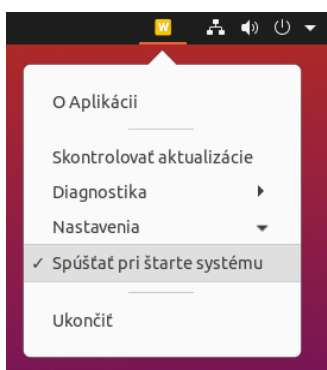 W
O Aplikácii
Skontrolovať aktualizácie
Diagnostika
Nastavenia
✓ Spúšťať pri štarte systému
Ukončiť